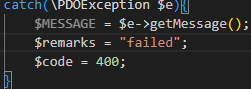 catch(\PDOException $e){
$MESSAGE = $e->getMessage();
$remarks = "failed";
$code = 400;
}